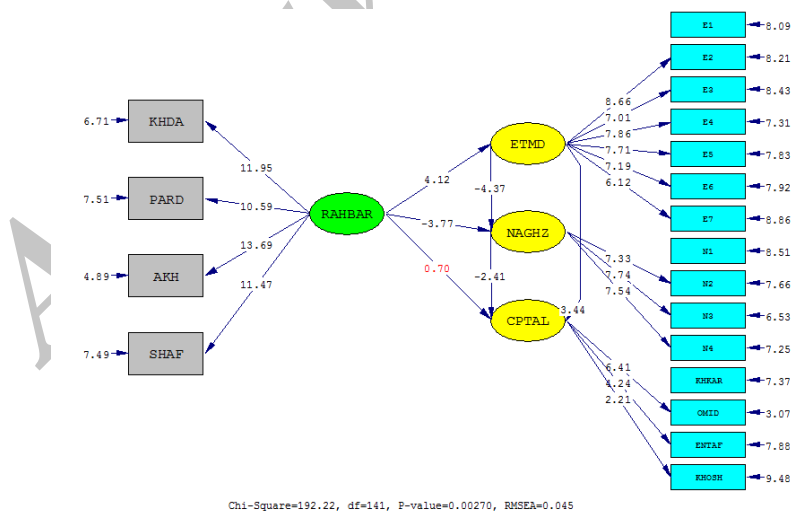 E1 8.09
E2 8.21
8.66
E3 8.43
6.71 KHDA
7.01
E4 7.31
7.86
ETMD
7.71
E5 7.83
11.95
4.12
7.19
E6 7.92
-4.37
6.12
7.51 PARD
10.59
E7 8.86
RAHBAR
-3.77
NAGHZ
N1 8.51
13.69
7.33
4.89 AKH
0.70
-2.41
7.74
N2 7.66
11.47
7.54
3.44
N3 6.53
CPTAL
7.49 SHAF
N4 7.25
6.41
KHKAR 7.37
4.24
2.21
OMID 3.07
ENTAF 7.88
KHOSH 9.48
Chi-Square=192.22, df=141, P-value=0.00270, RMSEA=0.045